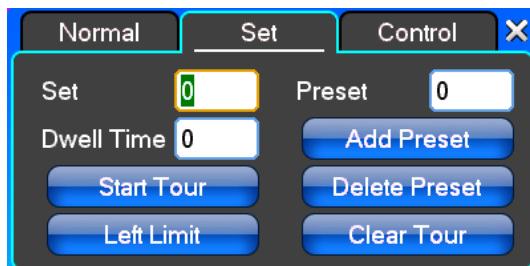 Normal Set Control
Set 0 Preset 0
Dwell Time 0 Add Preset
Start Tour Delete Preset
Left Limit Clear Tour